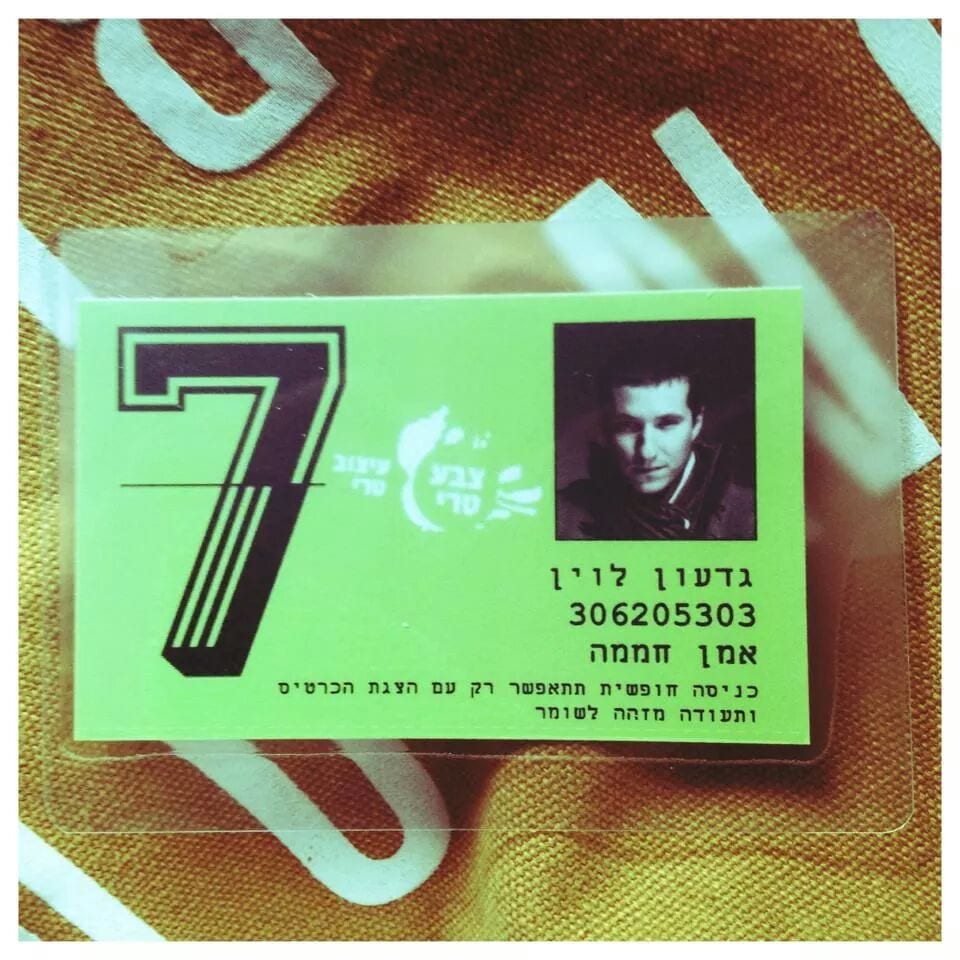 7
צבע
טרי
עיצוב
טרי
גדעון לוין
306205303
אמן חממה
כניסה חופשית תתאפשר רק עם הצגת הכרטיס
ותעודה מזהה לשומר